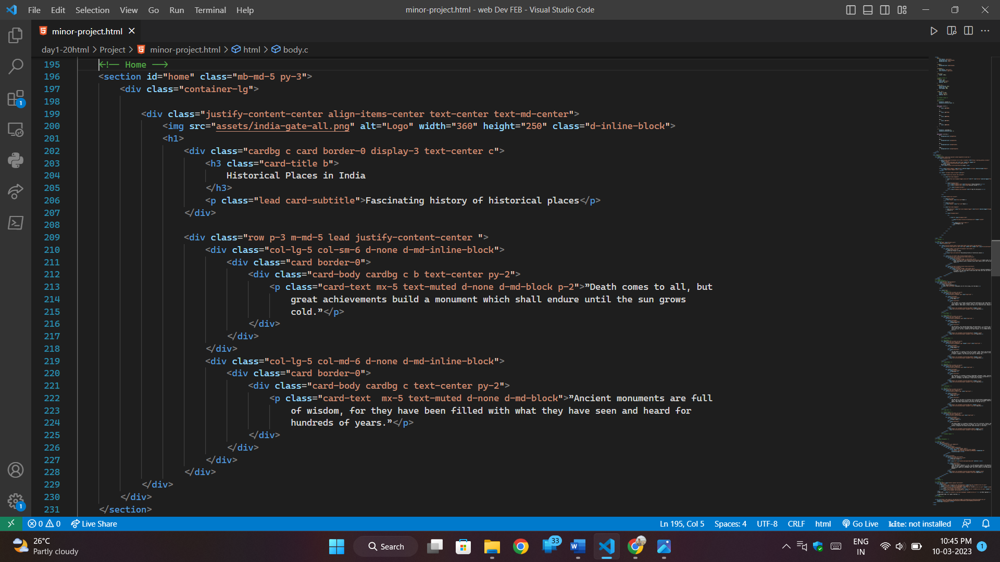 File Edit Selection View Go Run Terminal Help
minor-project.html - web Dev FEB - Visual Studio Code
minor-project.html
day1-20html > Project > minor-project.html > html > body.c
195 <!-- Home -->
196 <section id="home" class="mb-md-5 py-3">
197 <div class="container-lg">
198
199 <div class="justify-content-center align-items-center text-center text-md-center">
200 <img src="assets/india-gate-all.png" alt="Logo" width="360" height="250" class="d-inline-block">
201 <h1>
202 <div class="cardbg c card border-0 display-3 text-center c">
203 <h3 class="card-title b">
204 Historical Places in India
205 </h3>
206 <p class="lead card-subtitle">Fascinating history of historical places</p>
207 </div>
208
209 <div class="row p-3 m-md-5 lead justify-content-center ">
210 <div class="col-lg-5 col-sm-6 d-none d-md-inline-block">
211 <div class="card border-0">
212 <div class="card-body cardbg c b text-center py-2">
213 <p class="card-text mx-5 text-muted d-none d-md-block p-2">”Death comes to all, but
214 great achievements build a monument which shall endure until the sun grows
215 cold.”</p>
216 </div>
217 </div>
218 </div>
219 <div class="col-lg-5 col-md-6 d-none d-md-inline-block">
220 <div class="card border-0">
221 <div class="card-body cardbg c text-center py-2">
222 <p class="card-text  mx-5 text-muted d-none d-md-block">”Ancient monuments are full
223 of wisdom, for they have been filled with what they have seen and heard for
224 hundreds of years.”</p>
225 </div>
226 </div>
227 </div>
228 </div>
229 </div>
230 </div>
231 </section>
1
1
0 0 Live Share
Ln 195, Col 5 Spaces: 4 UTF-8 CRLF html Go Live kite: not installed
26°C
Partly cloudy
Search
33
ENG
IN
10:45 PM
10-03-2023
1